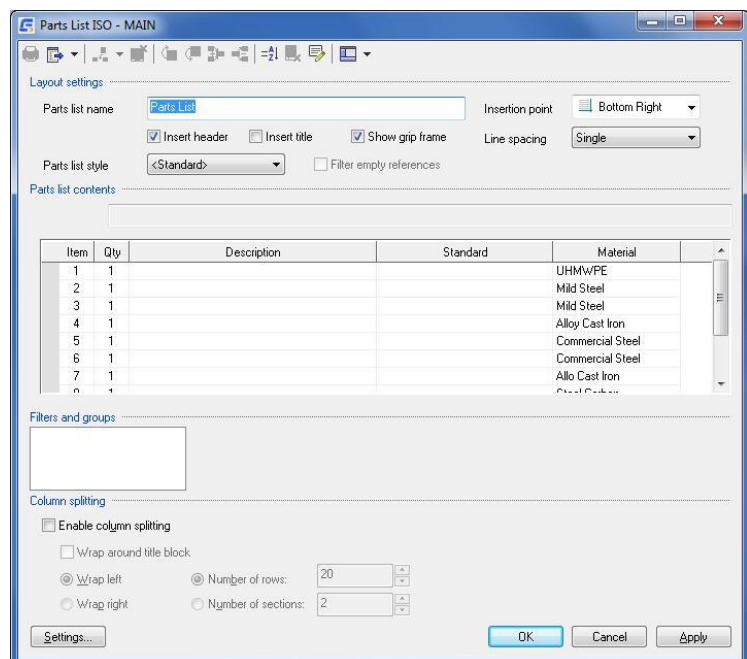 Parts List ISO - MAIN
Layout settings
Parts list name Parts List Insertion point Bottom Right
Insert header Insert title Show grip frame Line spacing Single
Parts list style <Standard> Filter empty references
Parts list contents
Item Qty Description Standard Material
1 1 UHMWPE
2 1 Mild Steel
3 1 Mild Steel
4 1 Alloy Cast Iron
5 1 Commercial Steel
6 1 Commercial Steel
7 1 Allo Cast Iron
Filters and groups
Column splitting
Enable column splitting
Wrap around title block
Wrap left Number of rows: 20
Wrap right Number of sections: 2
Settings... OK Cancel Apply